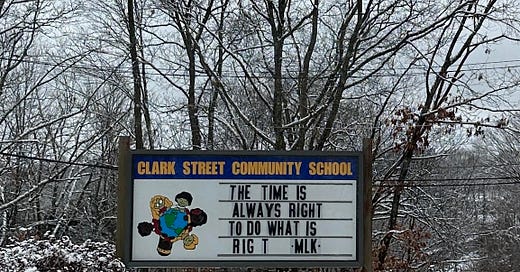 CLARK STREET COMMUNITY SCHOOL
THE TIME IS
ALWAYS RIGHT
TO DO WHAT IS
RIG T -MLK-